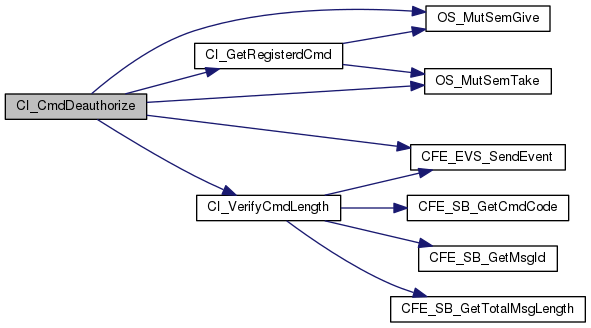 OS_MutSemGive
CI_GetRegisterdCmd
OS_MutSemTake
CI_CmdDeauthorize
CFE_EVS_SendEvent
CI_VerifyCmdLength
CFE_SB_GetCmdCode
CFE_SB_GetMsgId
CFE_SB_GetTotalMsgLength